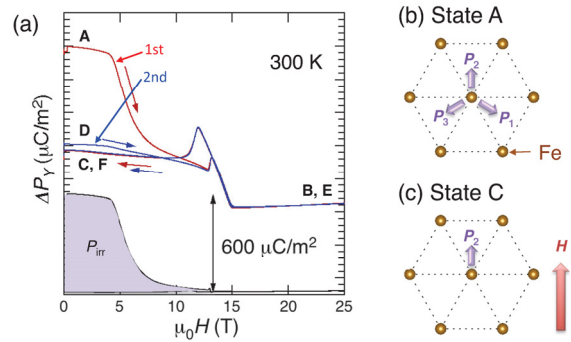 (a)
A
1st
2nd
300 K
D
C, F
B, E
P_irr
600 μC/m²
ΔP_Y (μC/m²)
0
5
10
15
20
25
μ₀H (T)
(b) State A
P₂
P₃
P₁
Fe
(c) State C
P₂
H